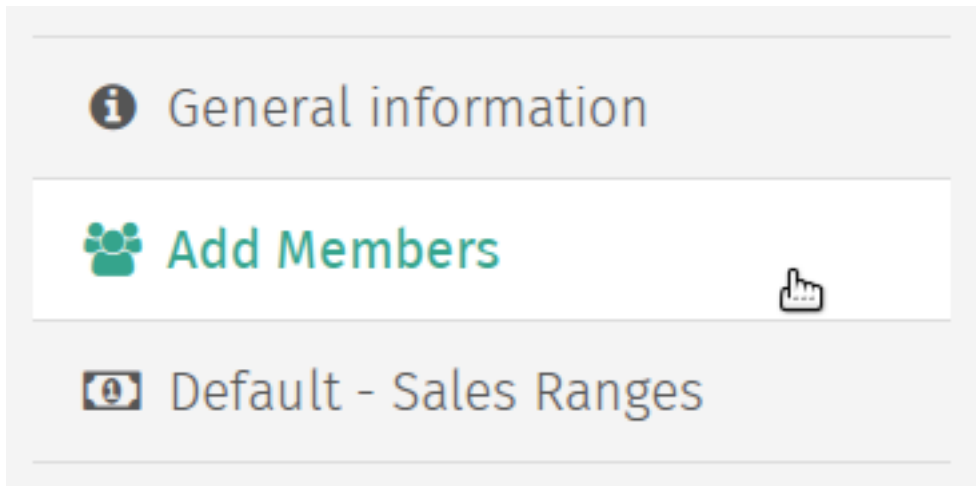 General information
Add Members
Default - Sales Ranges